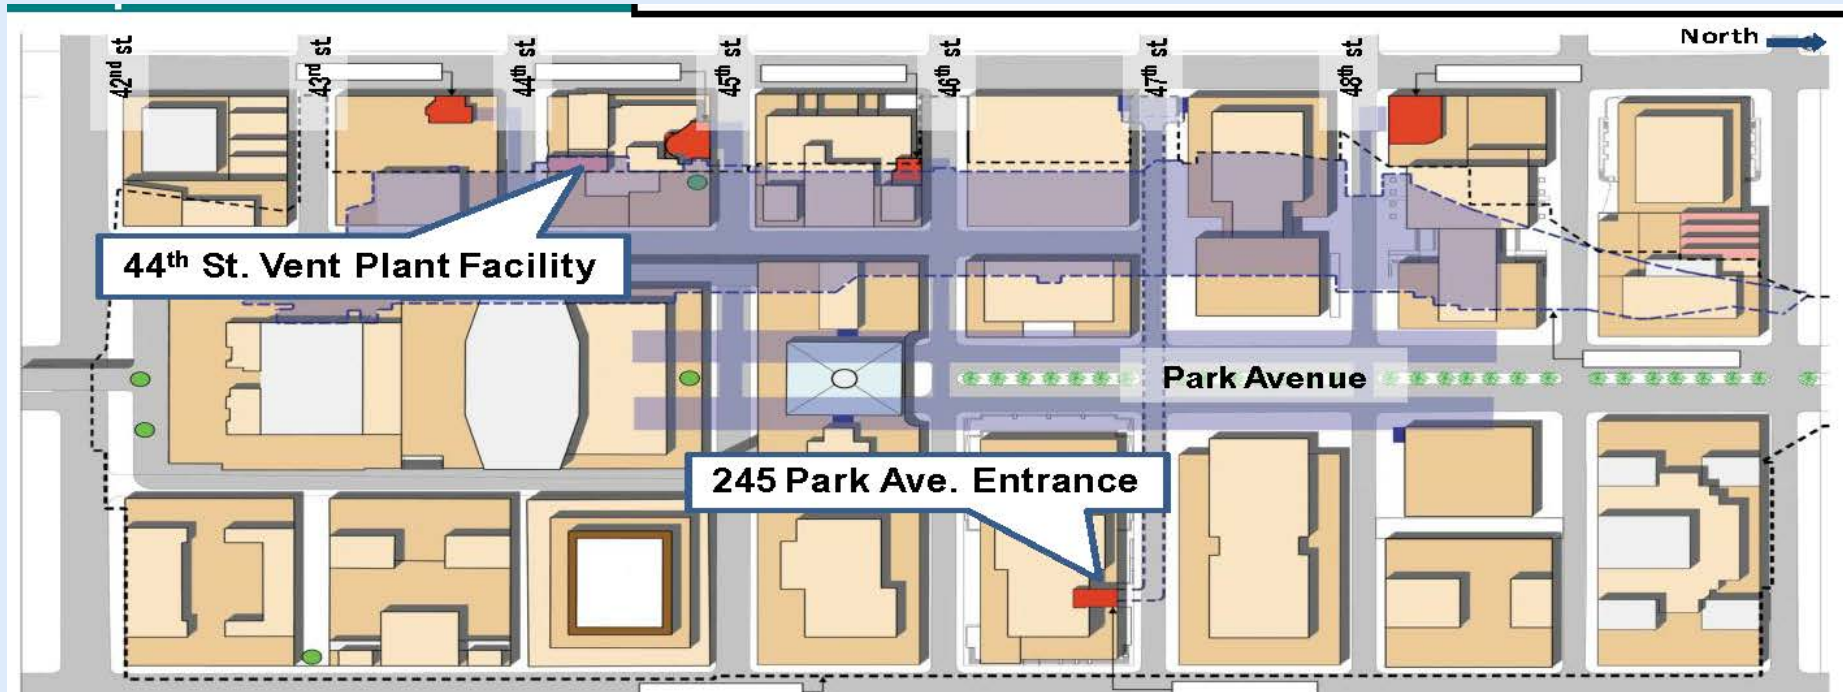 North
42nd st
43rd st
44th st
45th st
46th st
47th st
48th st
44th St. Vent Plant Facility
Park Avenue
245 Park Ave. Entrance